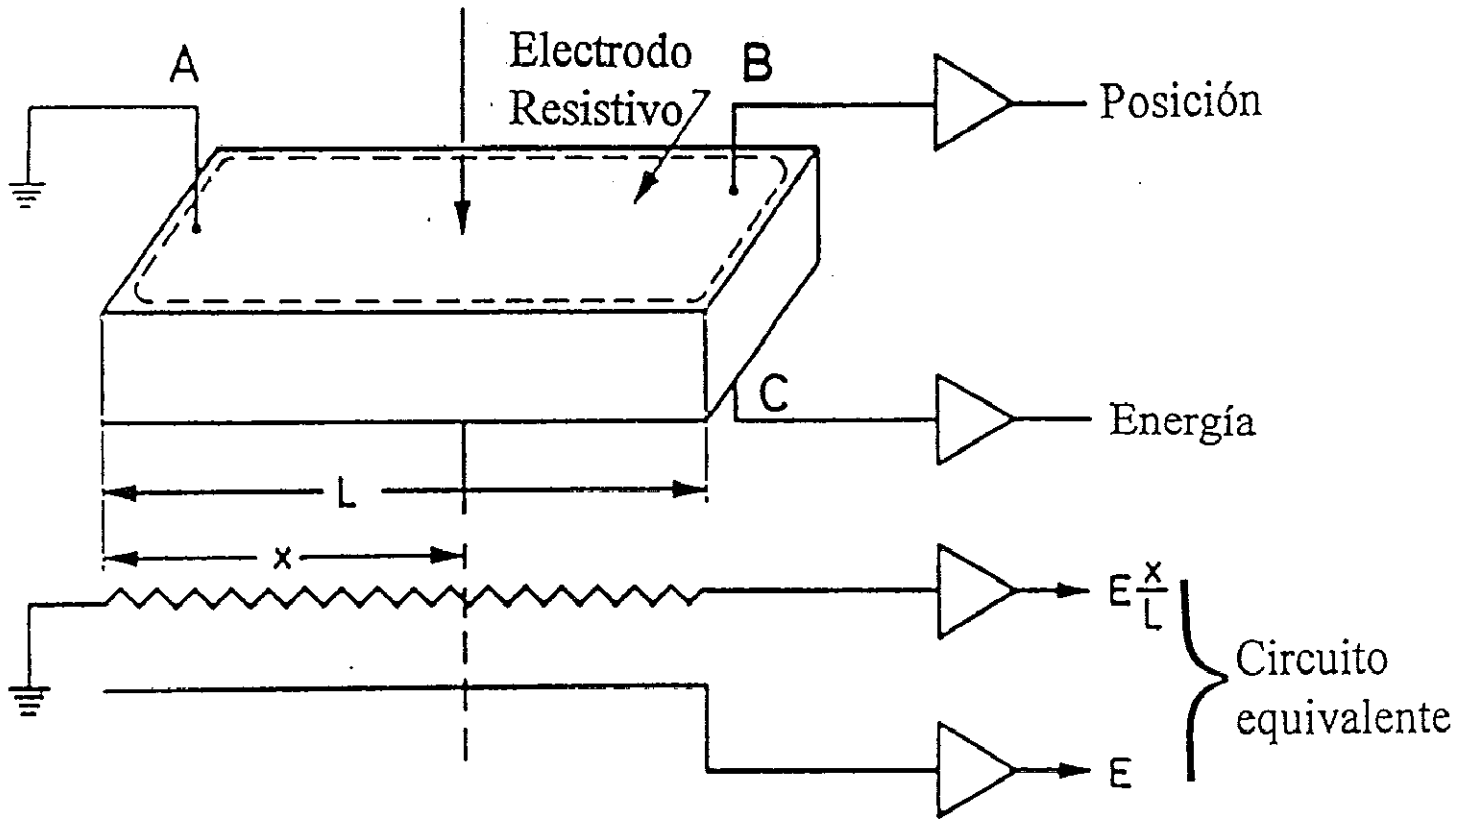 A
Electrodo
Resistivo
B
Posición
C
Energía
L
x
E x/L
Circuito
equivalente
E